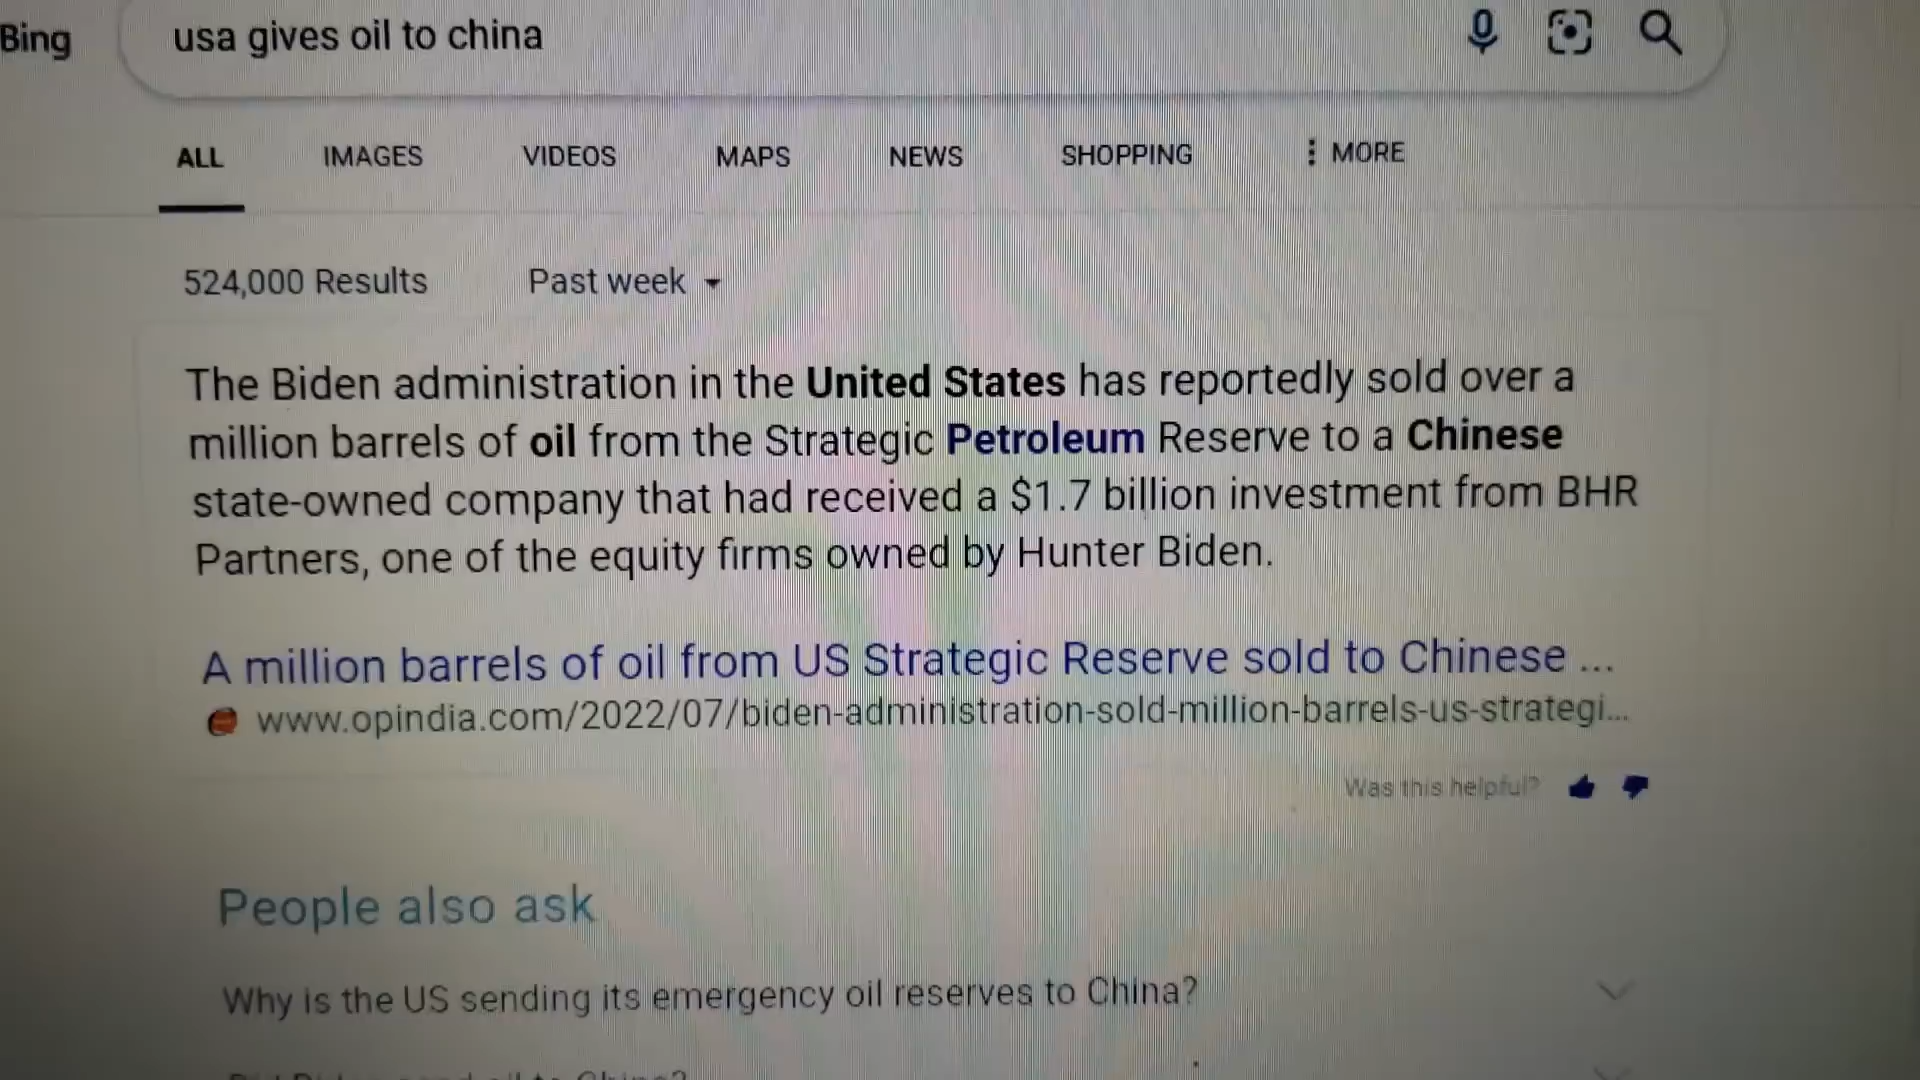 Bing
usa gives oil to china
ALL IMAGES VIDEOS MAPS NEWS SHOPPING MORE
524,000 Results Past week
The Biden administration in the United States has reportedly sold over a
million barrels of oil from the Strategic Petroleum Reserve to a Chinese
state-owned company that had received a $1.7 billion investment from BHR
Partners, one of the equity firms owned by Hunter Biden.
A million barrels of oil from US Strategic Reserve sold to Chinese ...
www.opindia.com/2022/07/biden-administration-sold-million-barrels-us-strategi...
Was this helpful?
People also ask
Why is the US sending its emergency oil reserves to China?